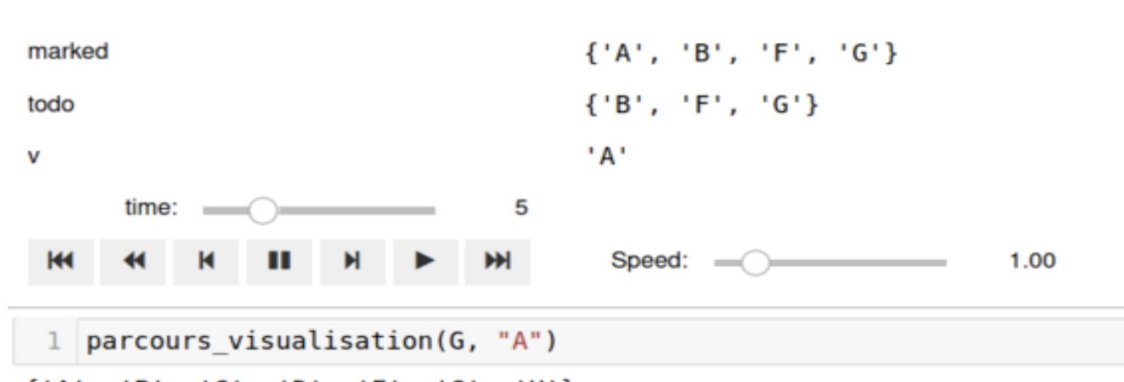 marked {'A', 'B', 'F', 'G'}
todo {'B', 'F', 'G'}
v 'A'
time: 5
Speed: 1.00
1 parcours_visualisation(G, "A")